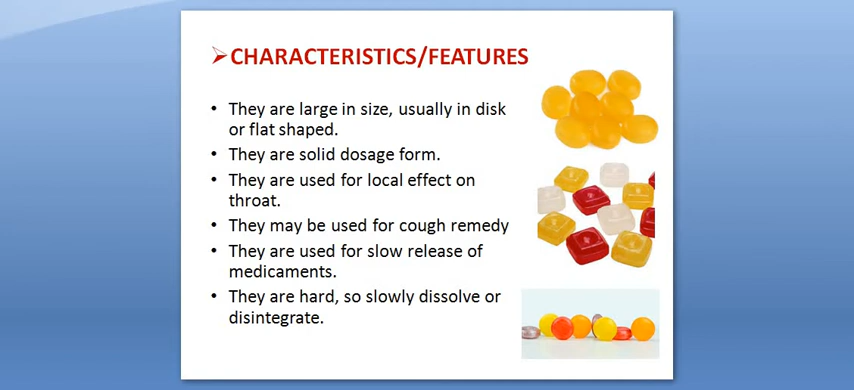 CHARACTERISTICS/FEATURES
• They are large in size, usually in disk
or flat shaped.
• They are solid dosage form.
• They are used for local effect on
throat.
• They may be used for cough remedy
• They are used for slow release of
medicaments.
• They are hard, so slowly dissolve or
disintegrate.